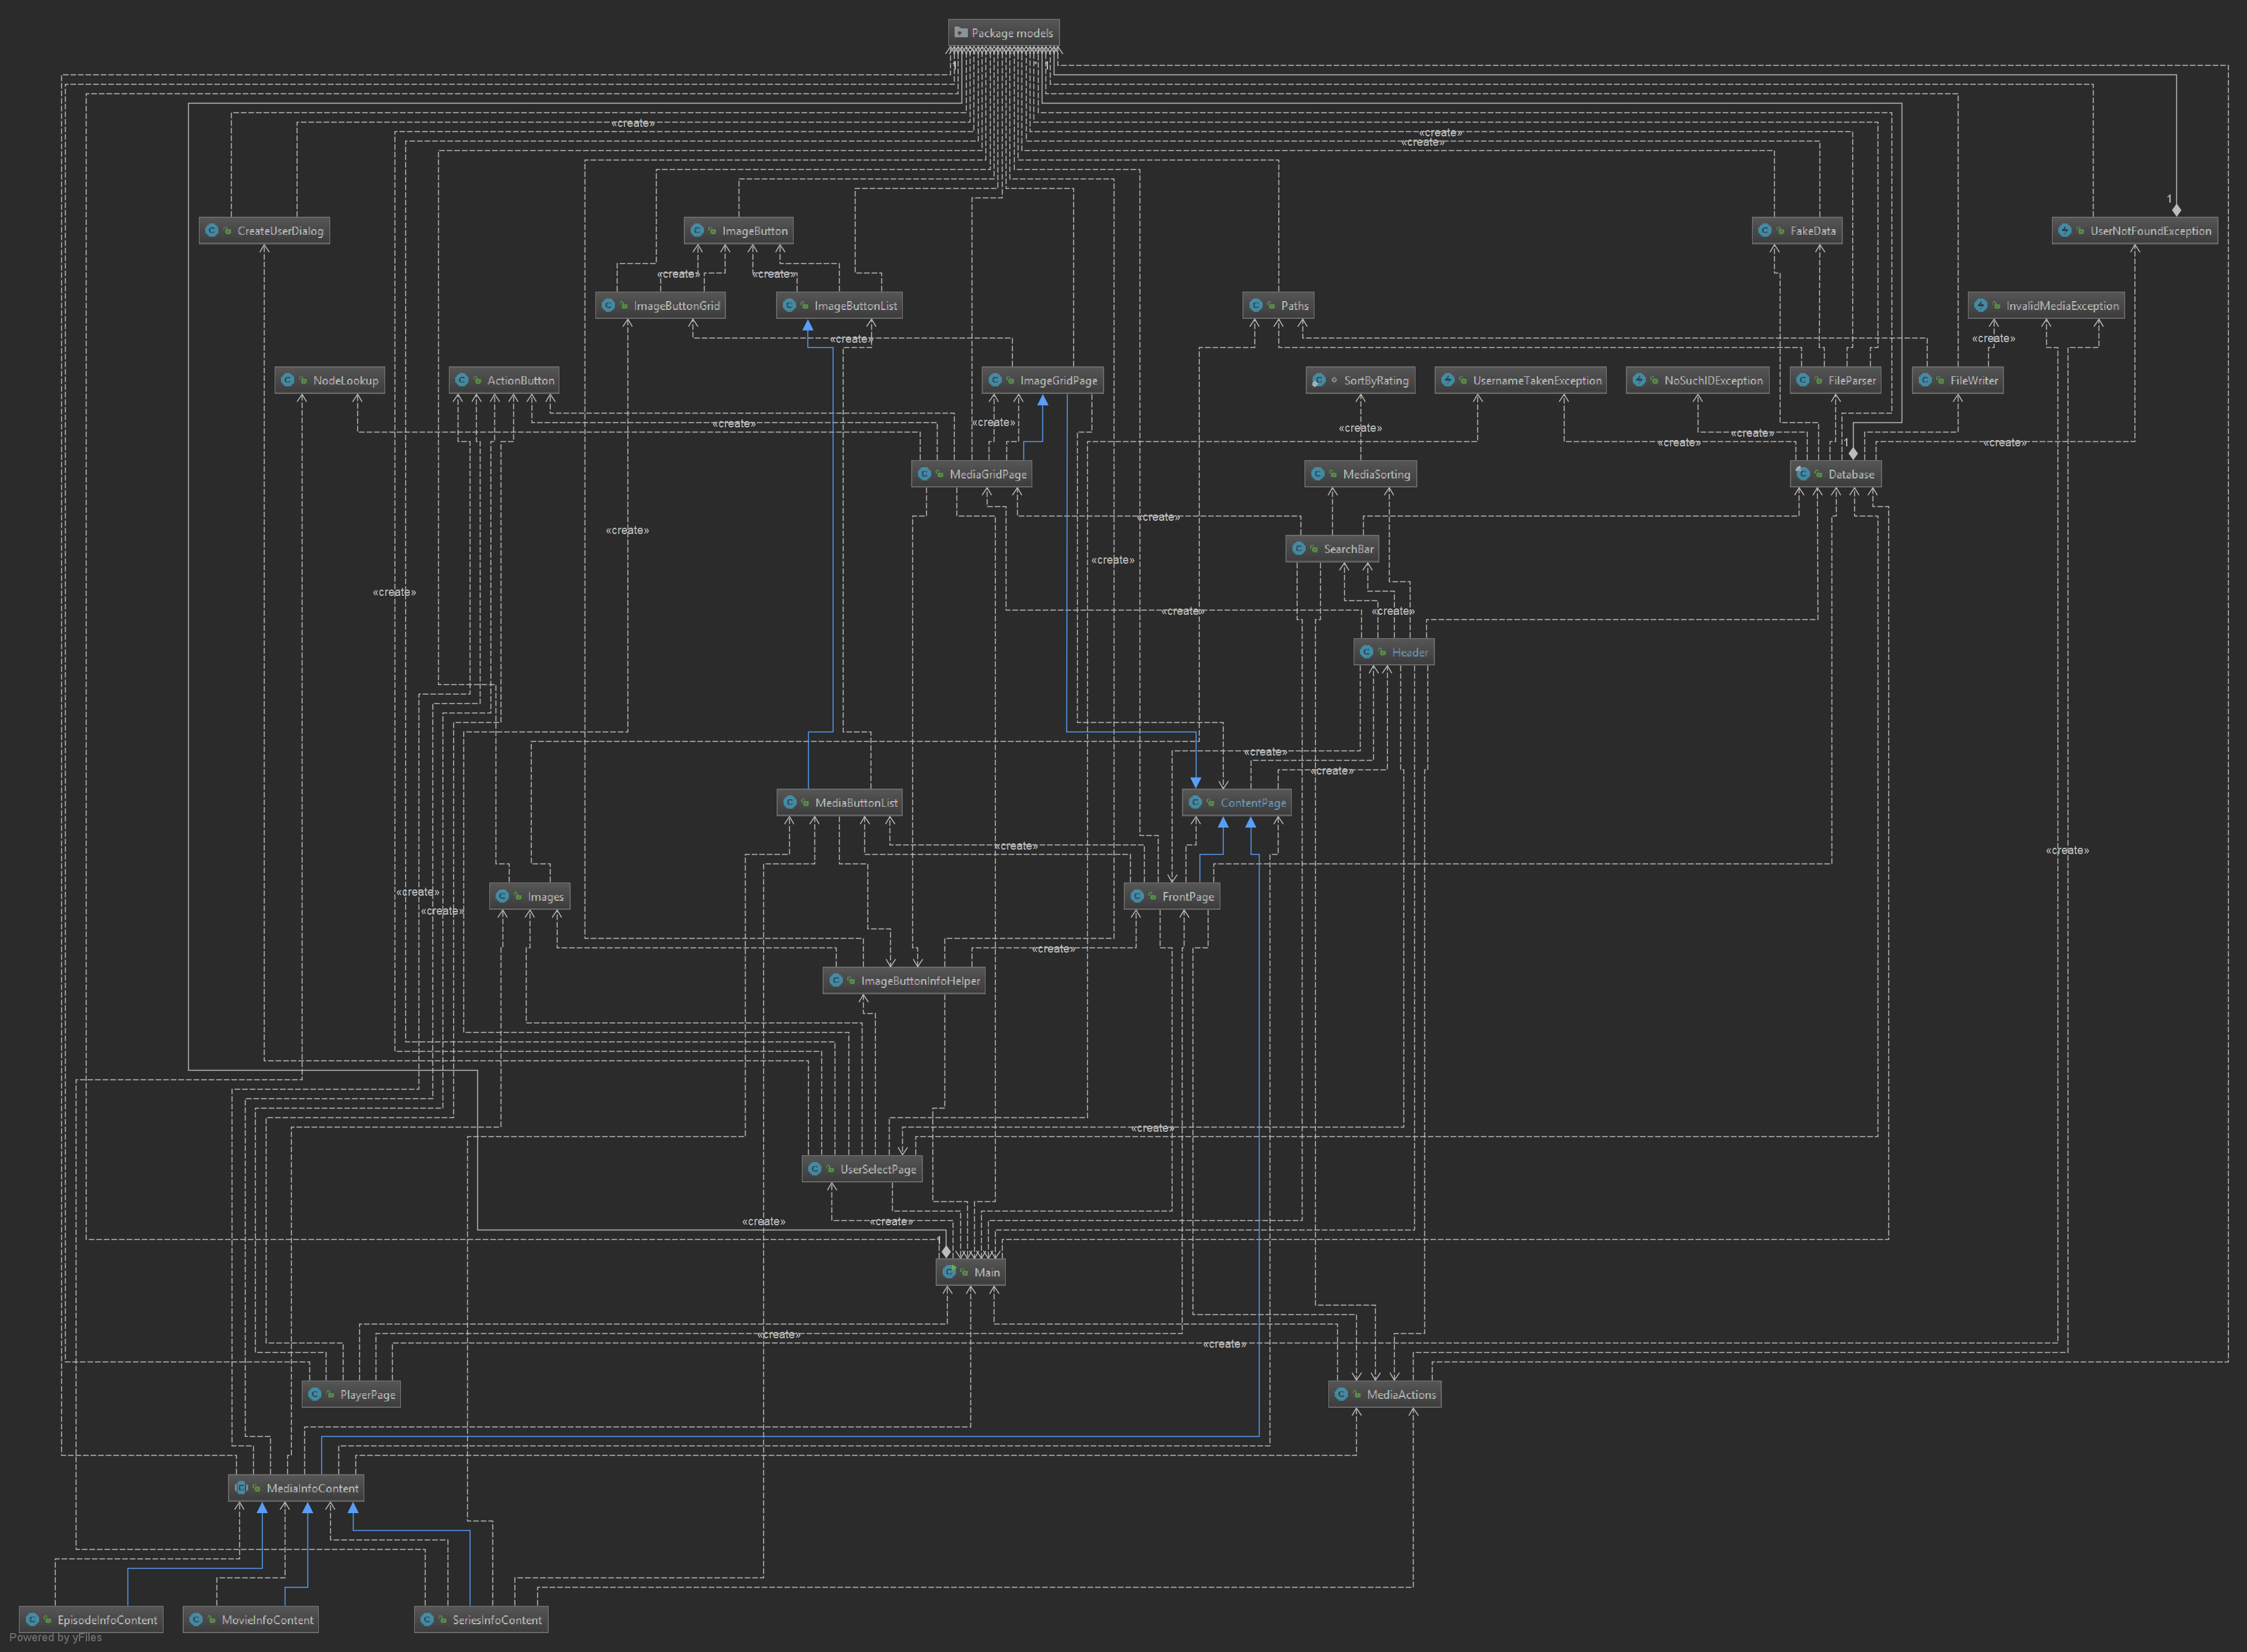 Package models
1
1
«create»
«create»
«create»
1
CreateUserDialog
ImageButton
FakeData
UserNotFoundException
«create»
«create»
ImageButtonGrid
ImageButtonList
Paths
InvalidMediaException
«create»
«create»
NodeLookup
ActionButton
ImageGridPage
SortByRating
UsernameTakenException
NoSuchIDException
FileParser
FileWriter
«create»
«create»
«create»
«create»
«create»
1
«create»
MediaGridPage
MediaSorting
Database
«create»
«create»
SearchBar
«create»
«create»
«create»
«create»
Header
«create»
«create»
MediaButtonList
ContentPage
«create»
«create»
«create»
«create»
Images
FrontPage
«create»
ImageButtonInfoHelper
«create»
UserSelectPage
«create»
«create»
1
Main
«create»
«create»
PlayerPage
MediaActions
MediaInfoContent
EpisodeInfoContent
MovieInfoContent
SeriesInfoContent
Powered by yFiles